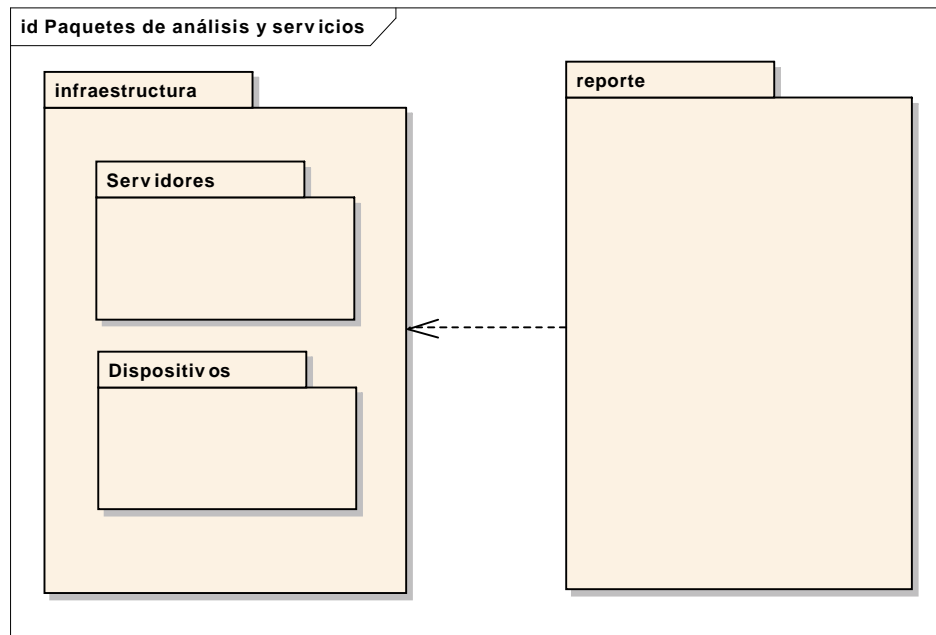 id Paquetes de análisis y servicios
infraestructura
reporte
Servidores
Dispositivos